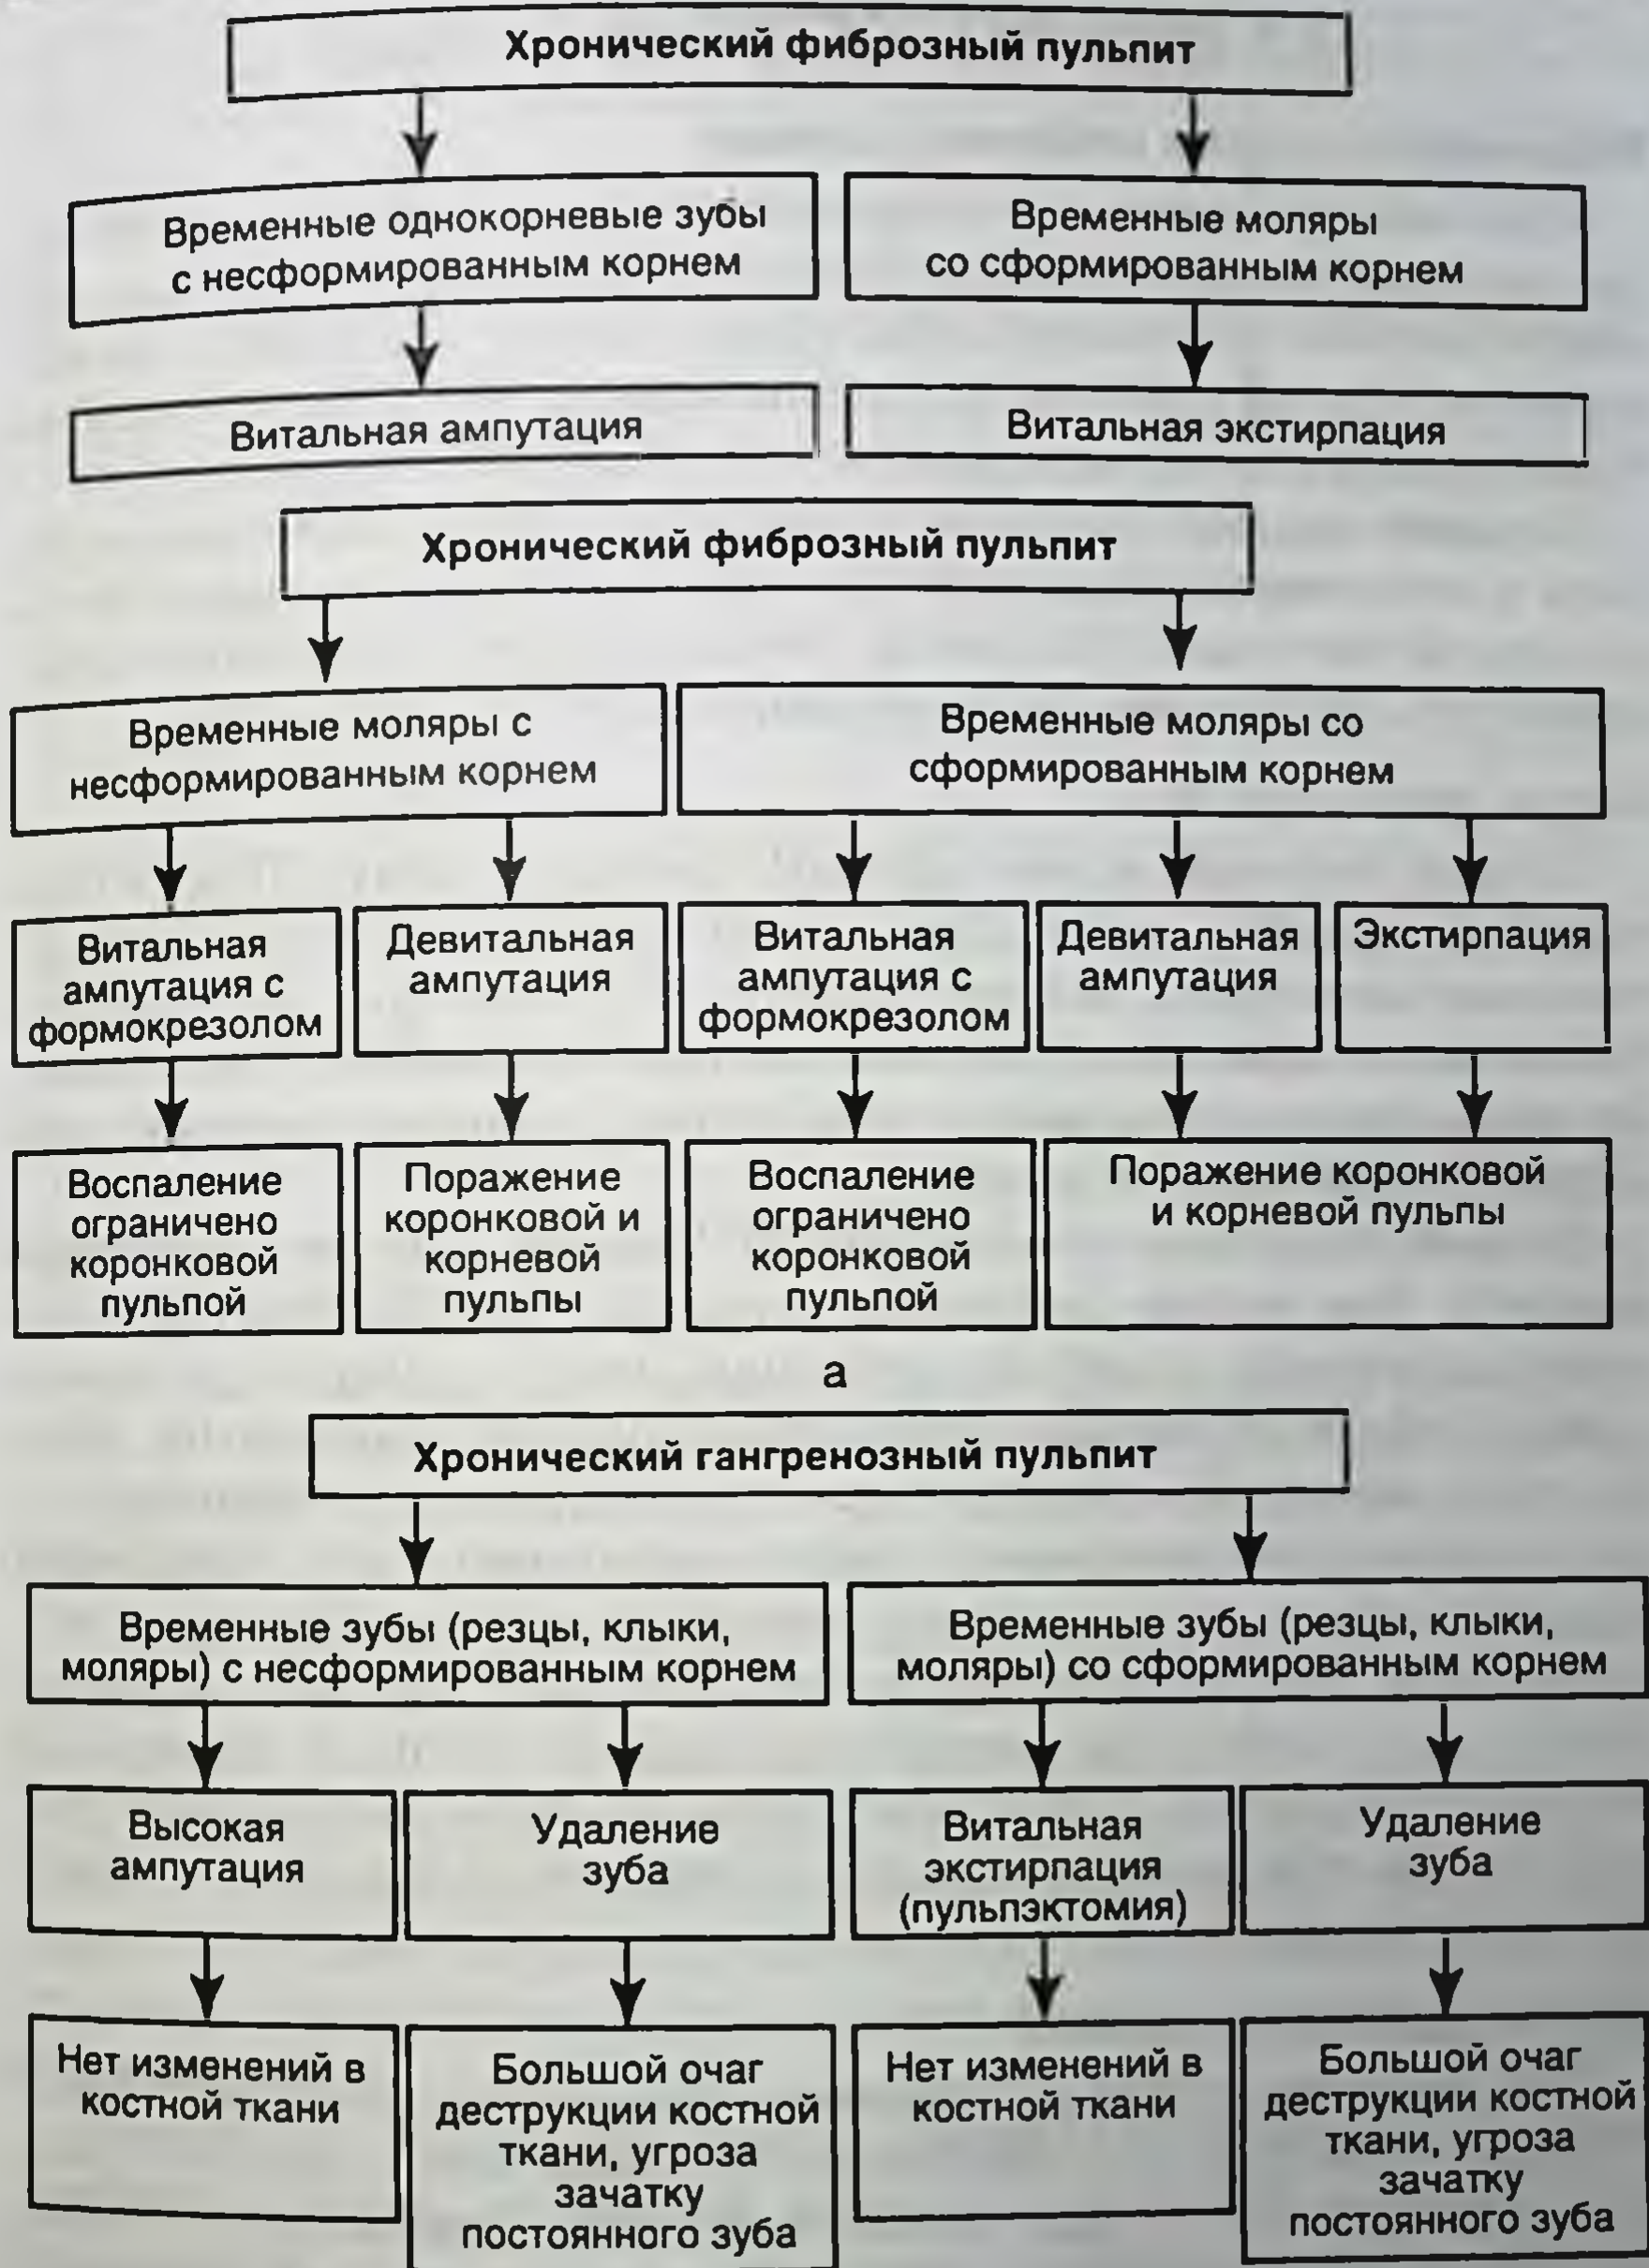 Хронический фиброзный пульпит
Временные однокорневые зубы
с несформированным корнем
Временные моляры
со сформированным корнем
Витальная ампутация
Витальная экстирпация
Хронический фиброзный пульпит
Временные моляры с
несформированным корнем
Временные моляры со
сформированным корнем
Витальная
ампутация с
формокрезолом
Девитальная
ампутация
Витальная
ампутация с
формокрезолом
Девитальная
ампутация
Экстирпация
Воспаление
ограничено
коронковой
пульпой
Поражение
коронковой и
корневой
пульпы
Воспаление
ограничено
коронковой
пульпой
Поражение коронковой
и корневой пульпы
а
Хронический гангренозный пульпит
Временные зубы (резцы, клыки,
моляры) с несформированным корнем
Временные зубы (резцы, клыки,
моляры) со сформированным корнем
Высокая
ампутация
Удаление
зуба
Витальная
экстирпация
(пульпэктомия)
Удаление
зуба
Нет изменений в
костной ткани
Большой очаг
деструкции костной
ткани, угроза
зачатку
постоянного зуба
Нет изменений в
костной ткани
Большой очаг
деструкции костной
ткани, угроза
зачатку
постоянного зуба